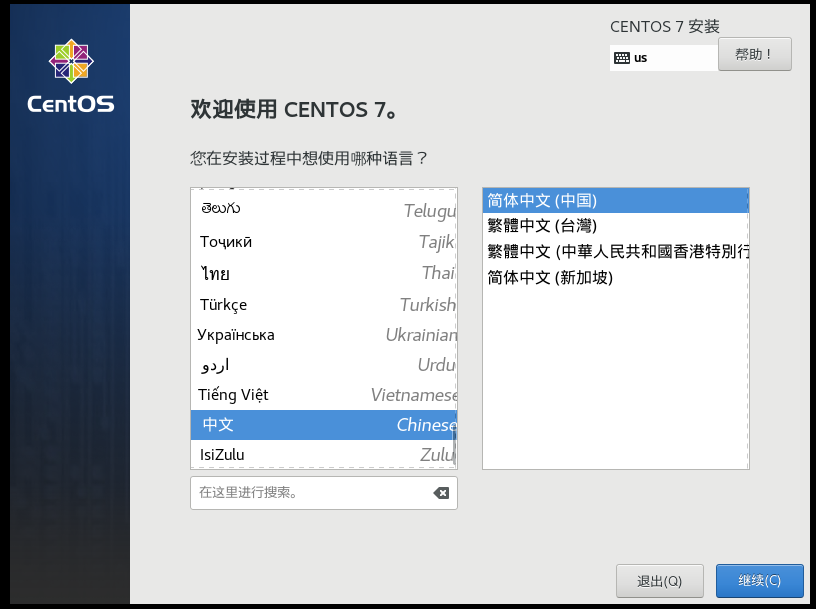 CENTOS 7 安装
us
帮助！
CentOS
欢迎使用 CENTOS 7。
您在安装过程中想使用哪种语言？
తెలుగు Telugu
Тоҷикӣ Tajik
ไทย Thai
Türkçe Turkish
Українська Ukrainian
اردو Urdu
Tiếng Việt Vietnamese
中文 Chinese
IsiZulu Zulu
简体中文 (中国)
繁體中文 (台灣)
繁體中文 (中華人民共和國香港特別行
简体中文 (新加坡)
在这里进行搜索。
退出(Q)
继续(C)